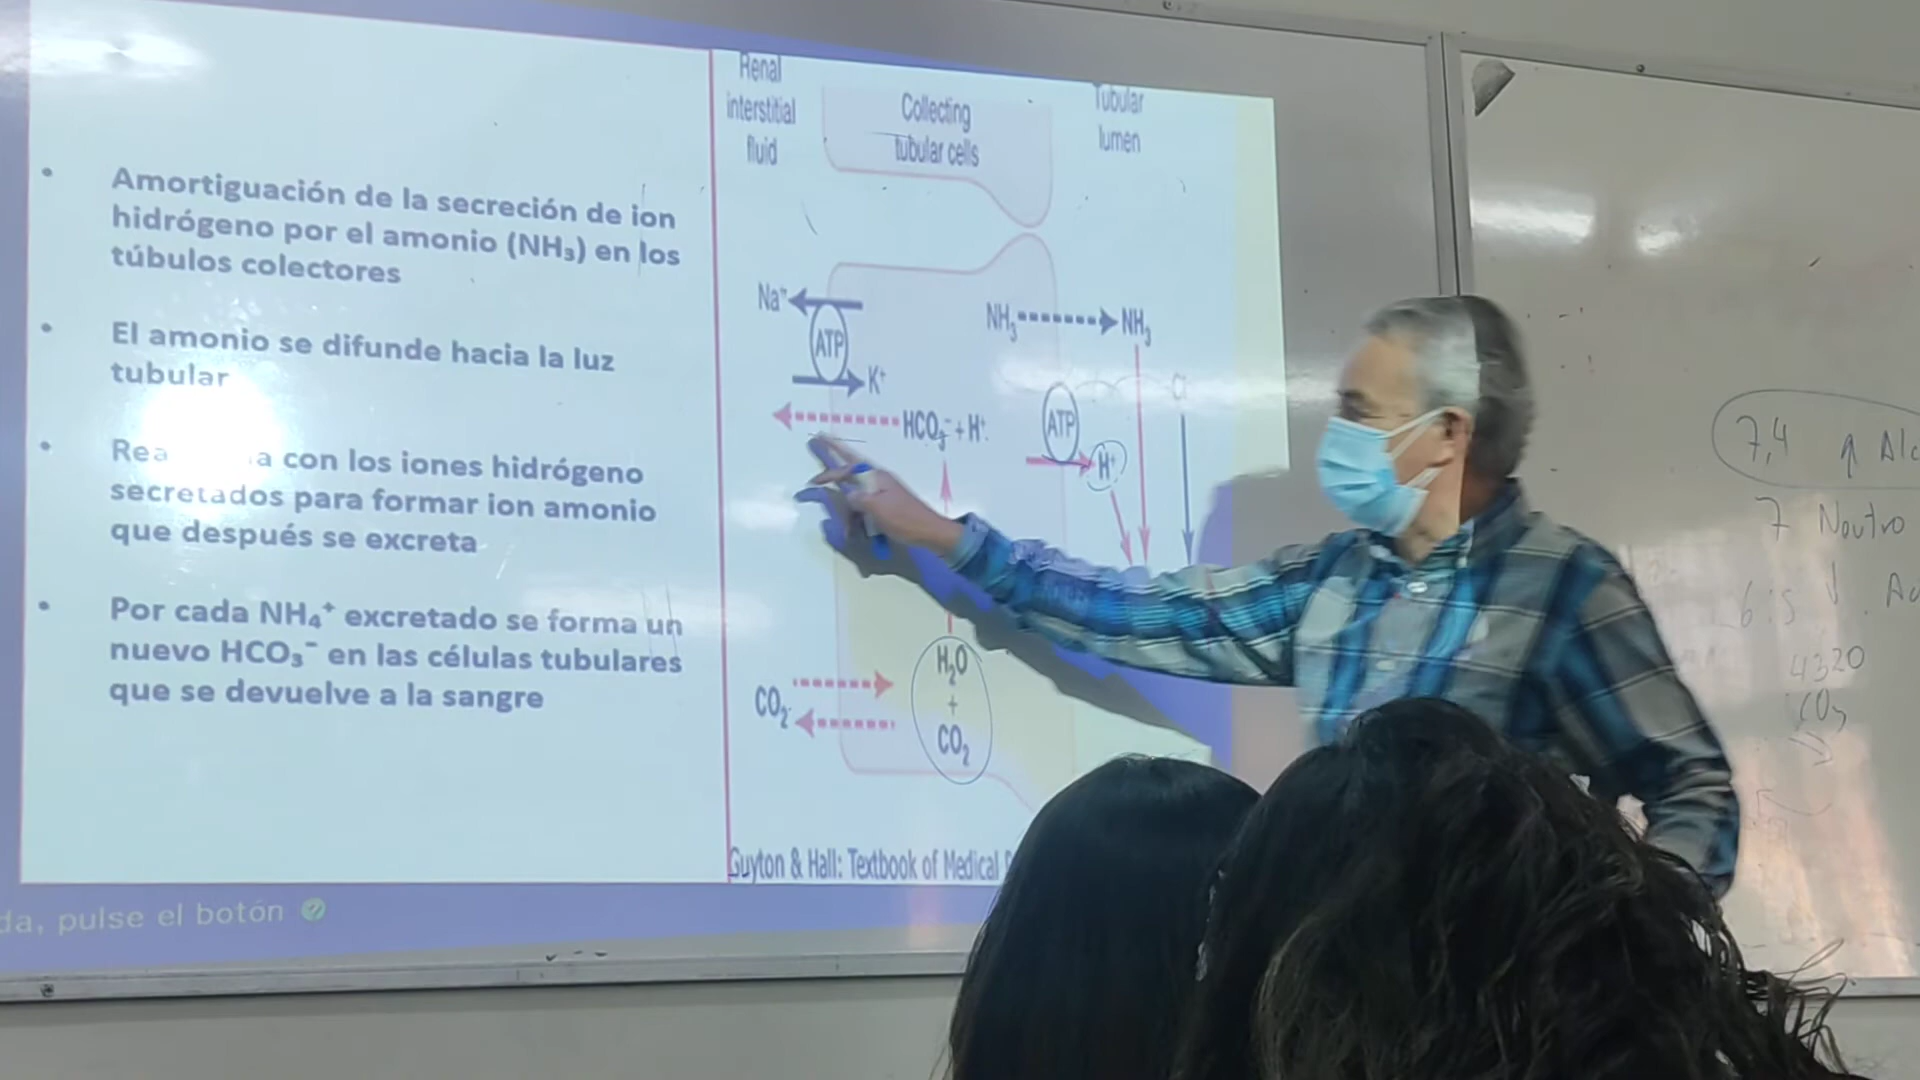 Amortiguación de la secreción de ion
hidrógeno por el amonio (NH₃) en los
túbulos colectores
El amonio se difunde hacia la luz
tubular
con los iones hidrógeno
secretados para formar ion amonio
que después se excreta
Por cada NH₄⁺ excretado se forma un
nuevo HCO₃⁻ en las células tubulares
que se devuelve a la sangre
pulse el botón
Renal
interstitial
fluid
Collecting
tubular cells
Tubular
lumen
Na⁺
ATP
K⁺
NH₃
NH₃
HCO₃⁻ + H⁺
ATP
H⁺
Cl
H₂O
+
CO₂
CO₂
Guyton & Hall: Textbook of Medical
7,4
7 Neutro
4320